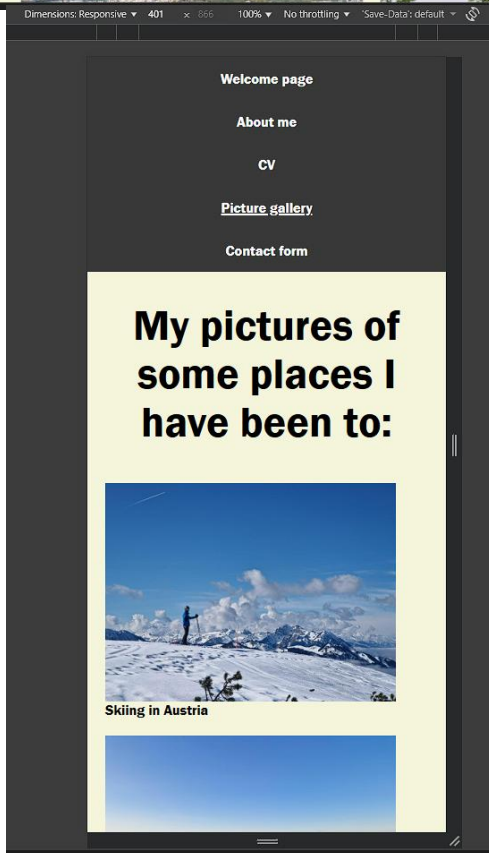 Dimensions: Responsive ▾ 401 × 866 100% ▾ No throttling ▾ 'Save-Data': default ▾
Welcome page
About me
CV
Picture gallery
Contact form
My pictures of
some places I
have been to:
Skiing in Austria